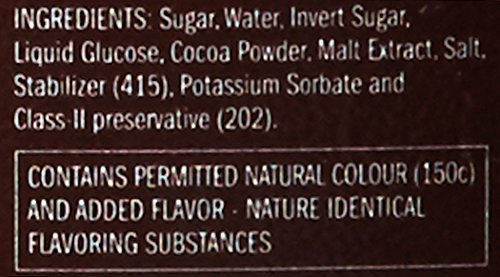 INGREDIENTS: Sugar, Water, Invert Sugar,
Liquid Glucose, Cocoa Powder, Malt Extract, Salt,
Stabilizer (415), Potassium Sorbate and
Class-II preservative (202).
CONTAINS PERMITTED NATURAL COLOUR (150c)
AND ADDED FLAVOR - NATURE IDENTICAL
FLAVORING SUBSTANCES